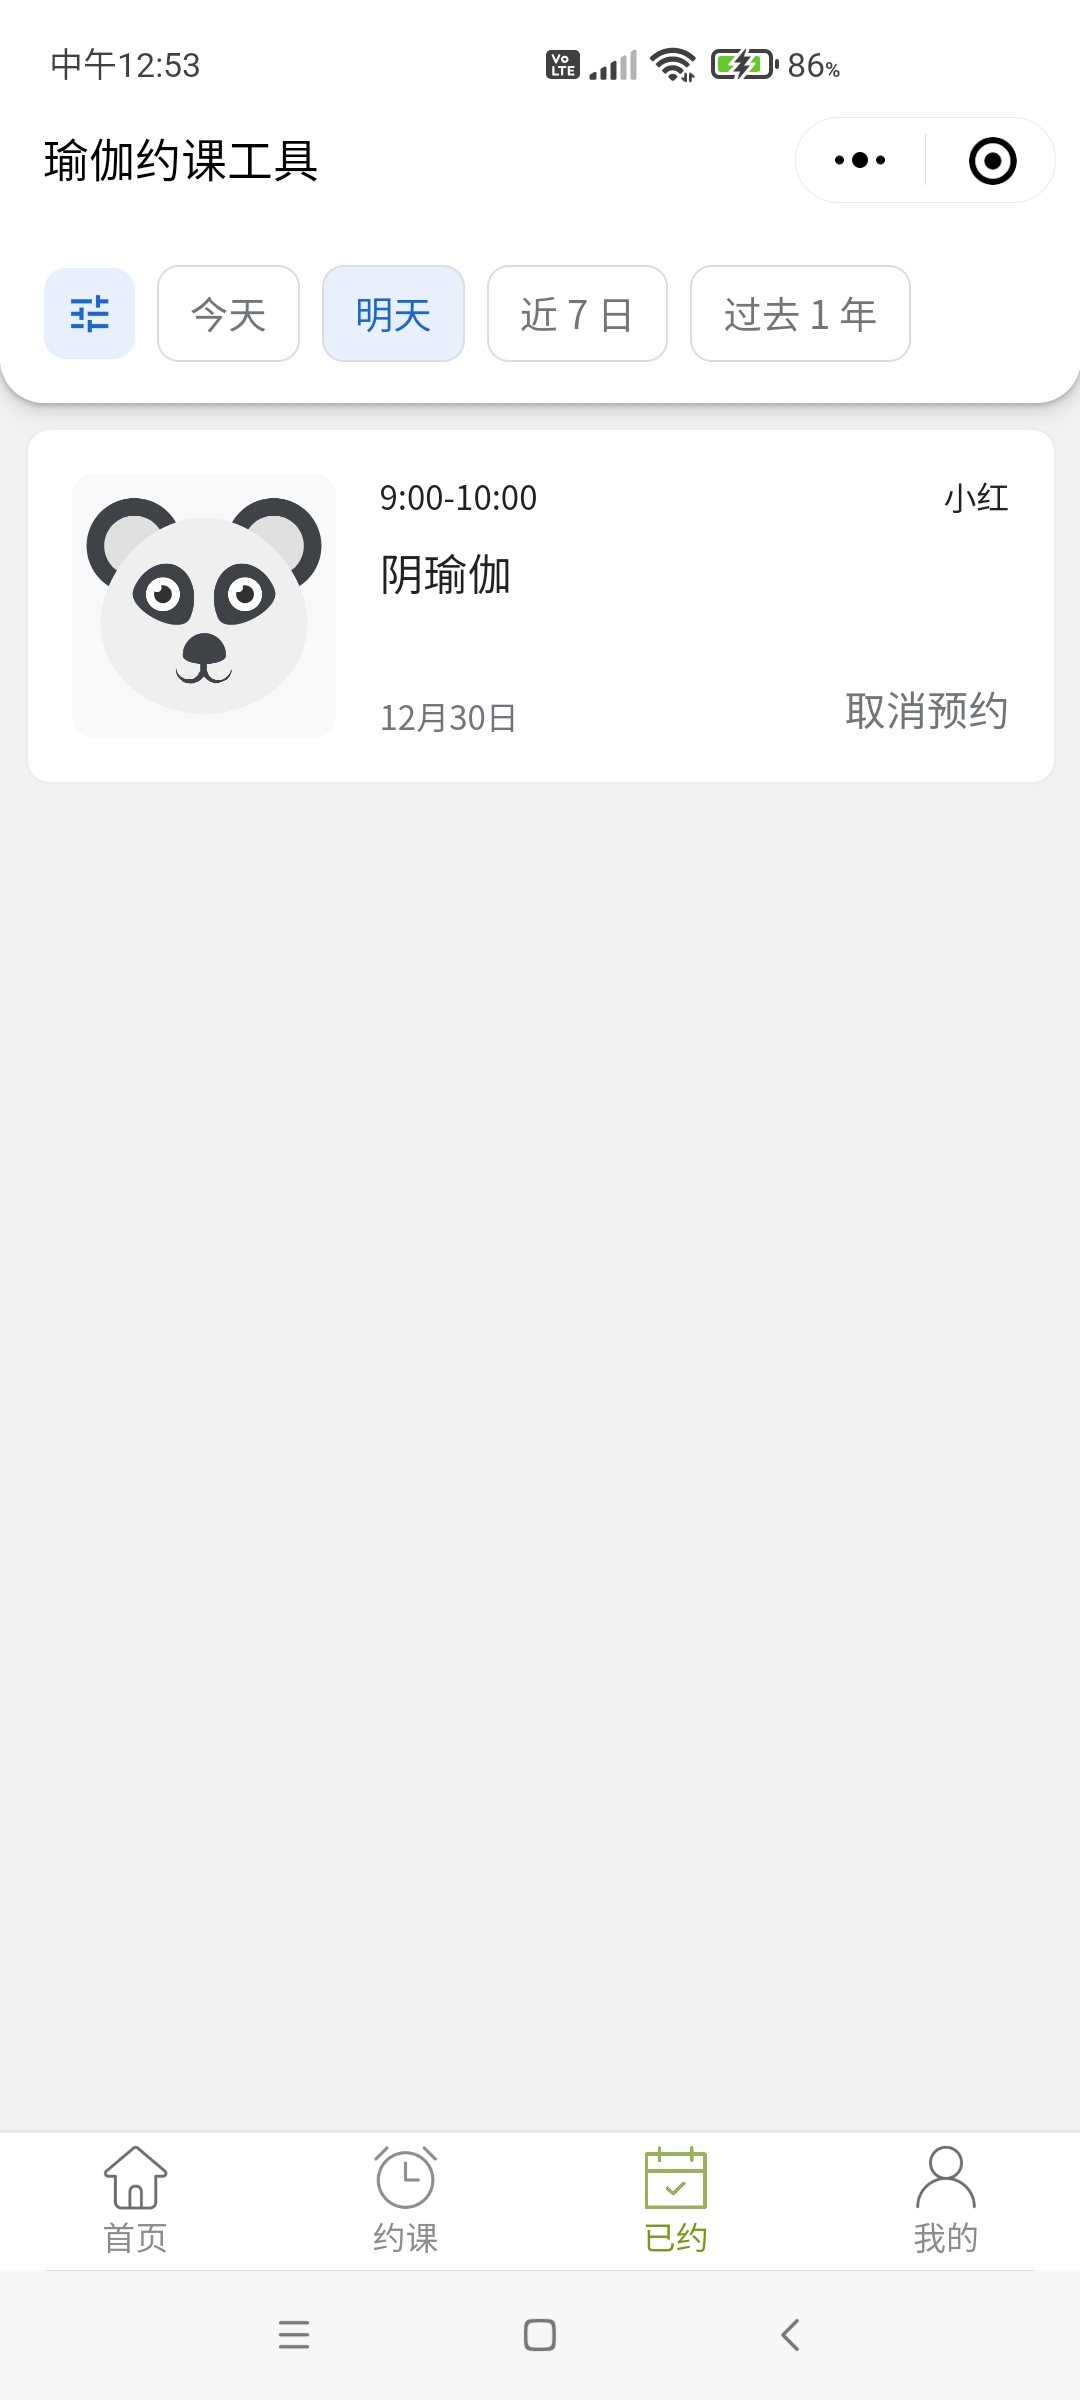 中午12:53
Vo
LTE
86%
瑜伽约课工具
今天
明天
近 7 日
过去 1 年
9:00-10:00
小红
阴瑜伽
12月30日
取消预约
首页
约课
已约
我的